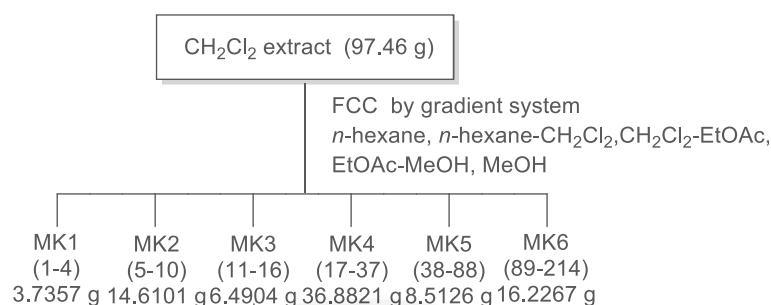 CH₂Cl₂ extract (97.46 g)
FCC by gradient system
n-hexane, n-hexane-CH₂Cl₂,CH₂Cl₂-EtOAc,
EtOAc-MeOH, MeOH
MK1 MK2 MK3 MK4 MK5 MK6
(1-4) (5-10) (11-16) (17-37) (38-88) (89-214)
3.7357 g 14.6101 g 6.4904 g 36.8821 g 8.5126 g 16.2267 g